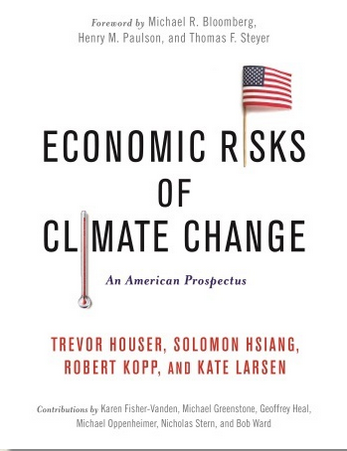 Foreword by Michael R. Bloomberg,
Henry M. Paulson, and Thomas F. Steyer
ECONOMIC RISKS
OF
CLIMATE CHANGE
An American Prospectus
TREVOR HOUSER, SOLOMON HSIANG,
ROBERT KOPP, AND KATE LARSEN
Contributions by Karen Fisher-Vanden, Michael Greenstone, Geoffrey Heal,
Michael Oppenheimer, Nicholas Stern, and Bob Ward